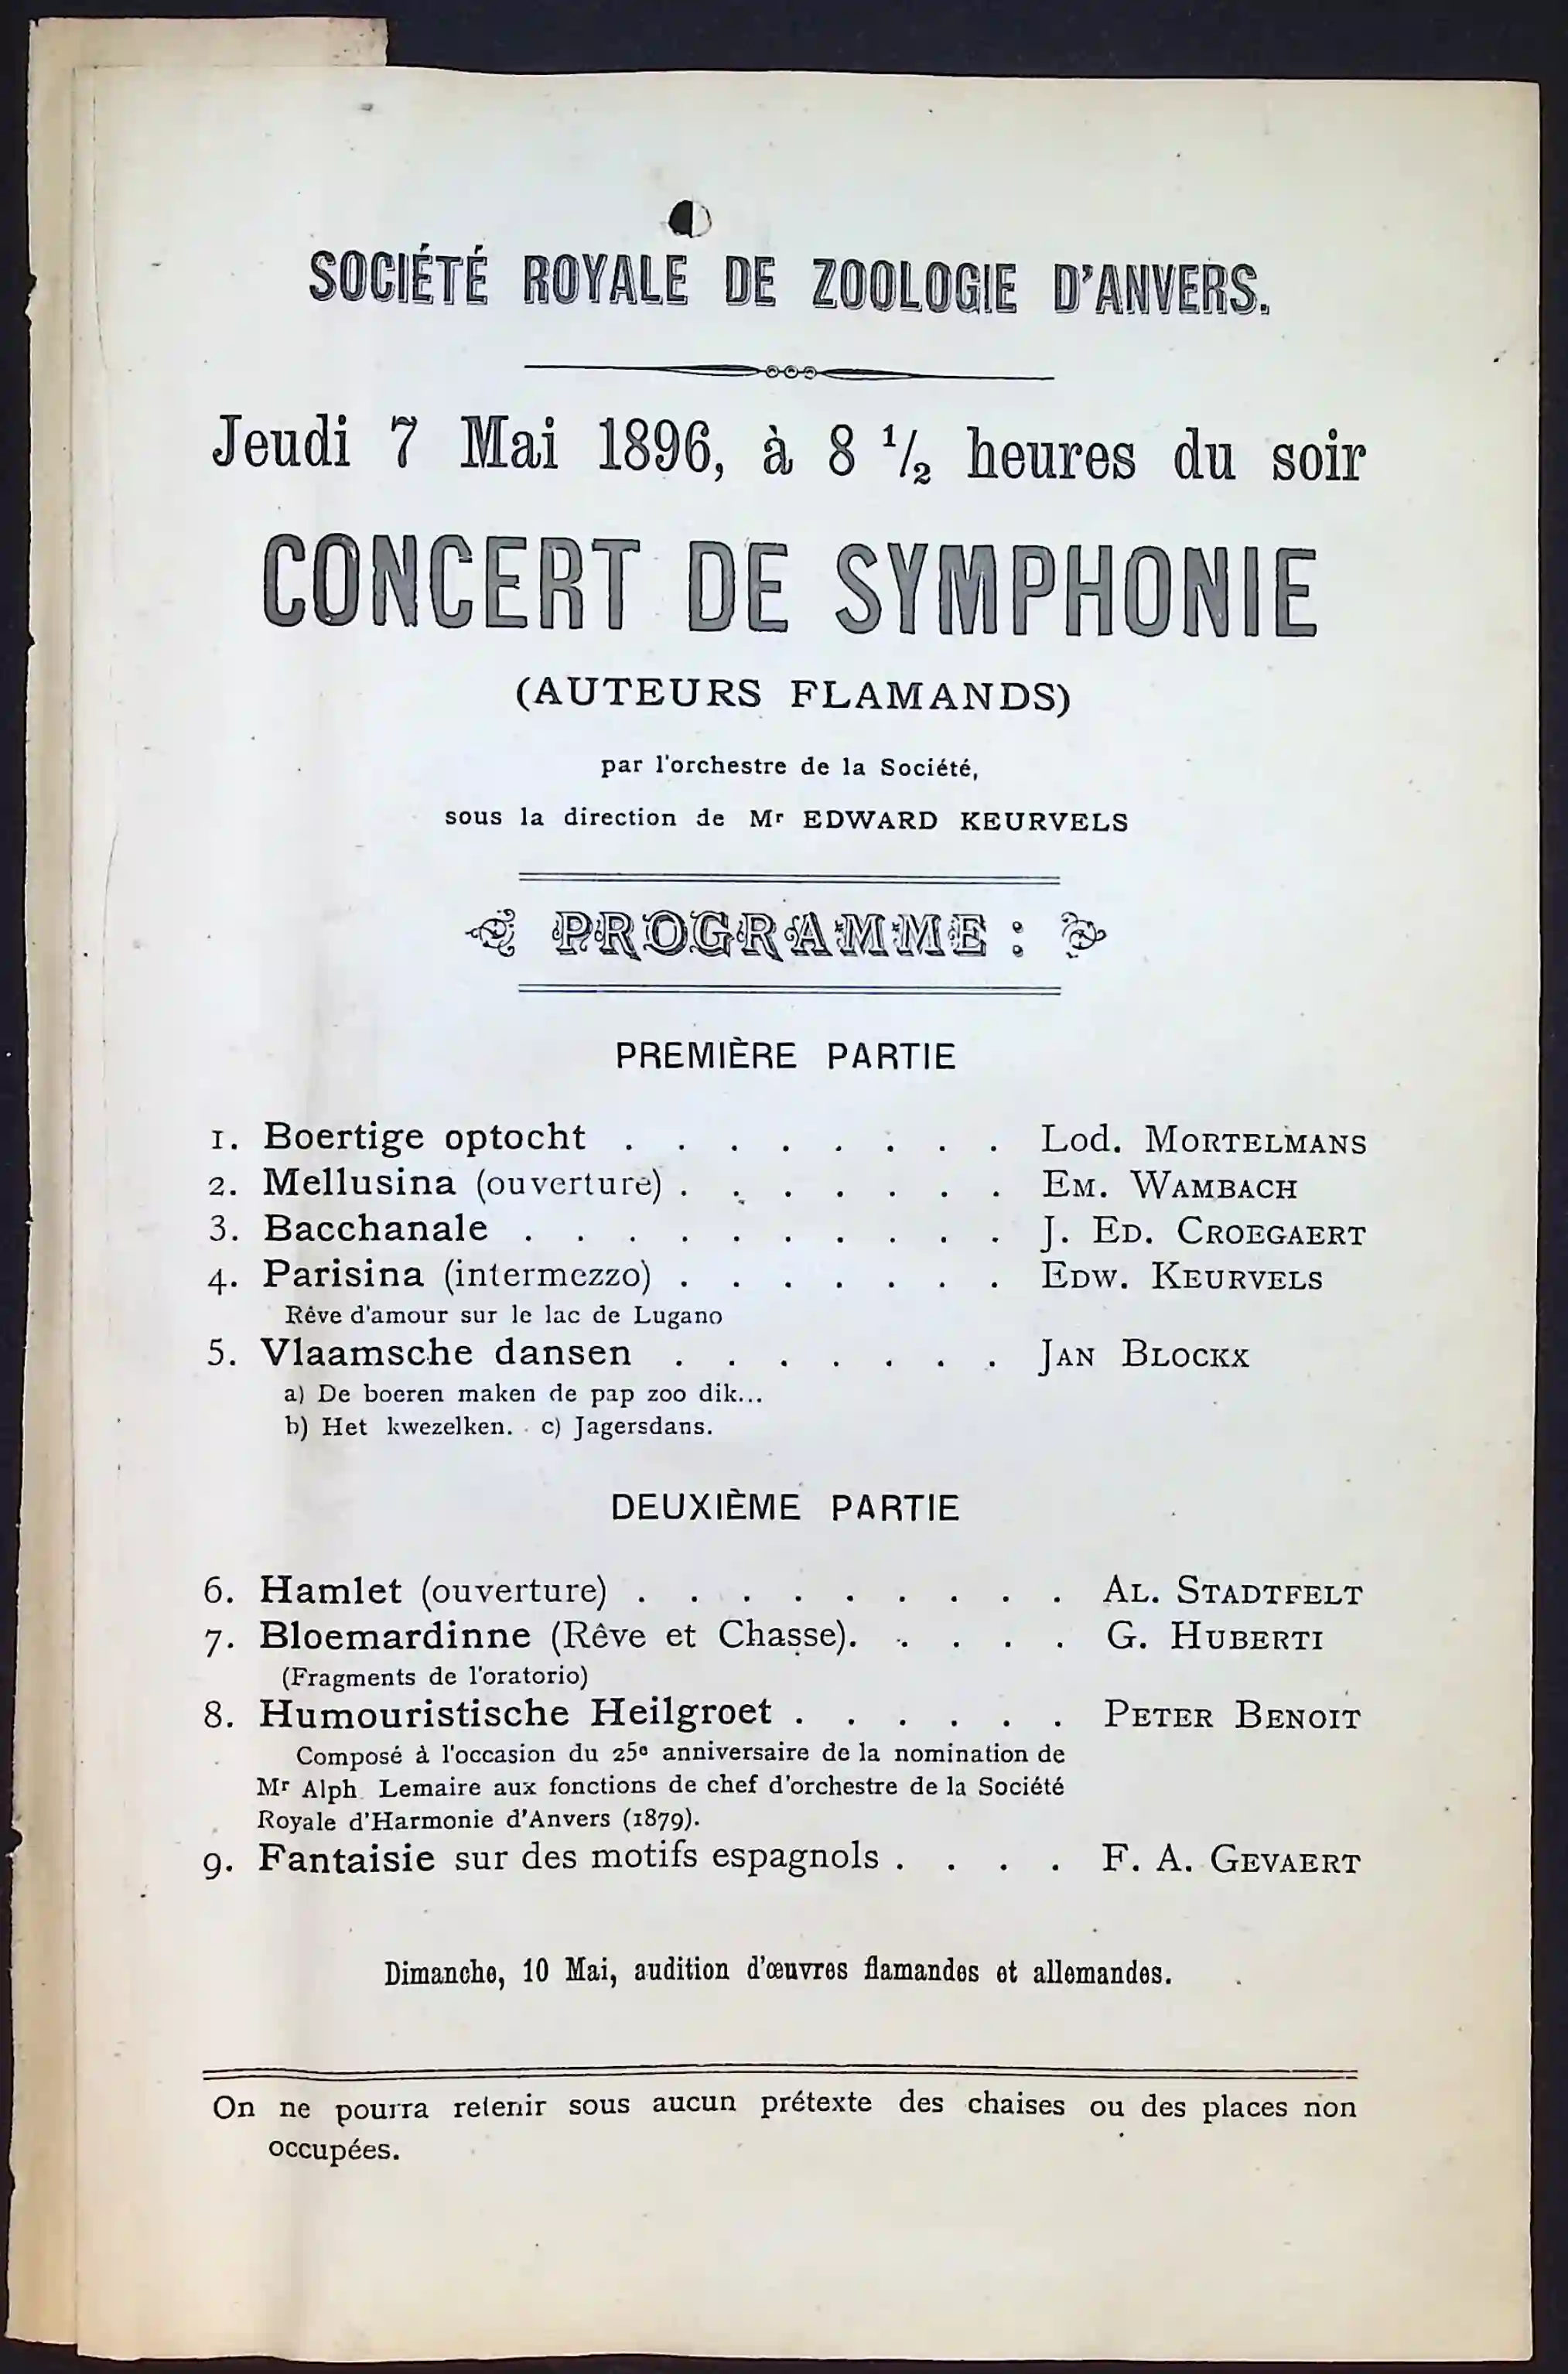 SOCIÉTÉ ROYALE DE ZOOLOGIE D'ANVERS.
Jeudi 7 Mai 1896, à 8 1/2 heures du soir
CONCERT DE SYMPHONIE
(AUTEURS FLAMANDS)
par l'orchestre de la Société,
sous la direction de Mr EDWARD KEURVELS
PROGRAMME :
PREMIÈRE PARTIE
1. Boertige optocht . . . . . . . . Lod. MORTELMANS
2. Mellusina (ouverture) . . . . . . . EM. WAMBACH
3. Bacchanale . . . . . . . . . . J. ED. CROEGAERT
4. Parisina (intermezzo) . . . . . . . EDW. KEURVELS
Rêve d'amour sur le lac de Lugano
5. Vlaamsche dansen . . . . . . . JAN BLOCKX
a) De boeren maken de pap zoo dik...
b) Het kwezelken. c) Jagersdans.
DEUXIÈME PARTIE
6. Hamlet (ouverture) . . . . . . . . . AL. STADTFELT
7. Bloemardinne (Rêve et Chasse). . . . . G. HUBERTI
(Fragments de l'oratorio)
8. Humouristische Heilgroet . . . . . . PETER BENOIT
Composé à l'occasion du 25e anniversaire de la nomination de
Mr Alph. Lemaire aux fonctions de chef d'orchestre de la Société
Royale d'Harmonie d'Anvers (1879).
9. Fantaisie sur des motifs espagnols . . . . F. A. GEVAERT
Dimanche, 10 Mai, audition d'œuvres flamandes et allemandes.
On ne pourra retenir sous aucun prétexte des chaises ou des places non
occupées.